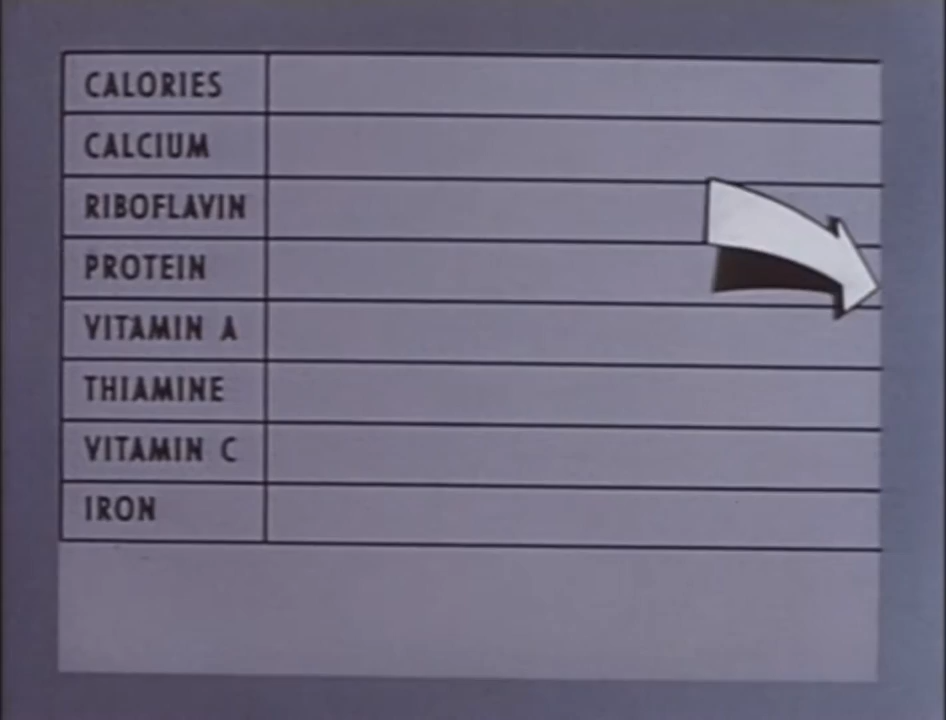 CALORIES
CALCIUM
RIBOFLAVIN
PROTEIN
VITAMIN A
THIAMINE
VITAMIN C
IRON